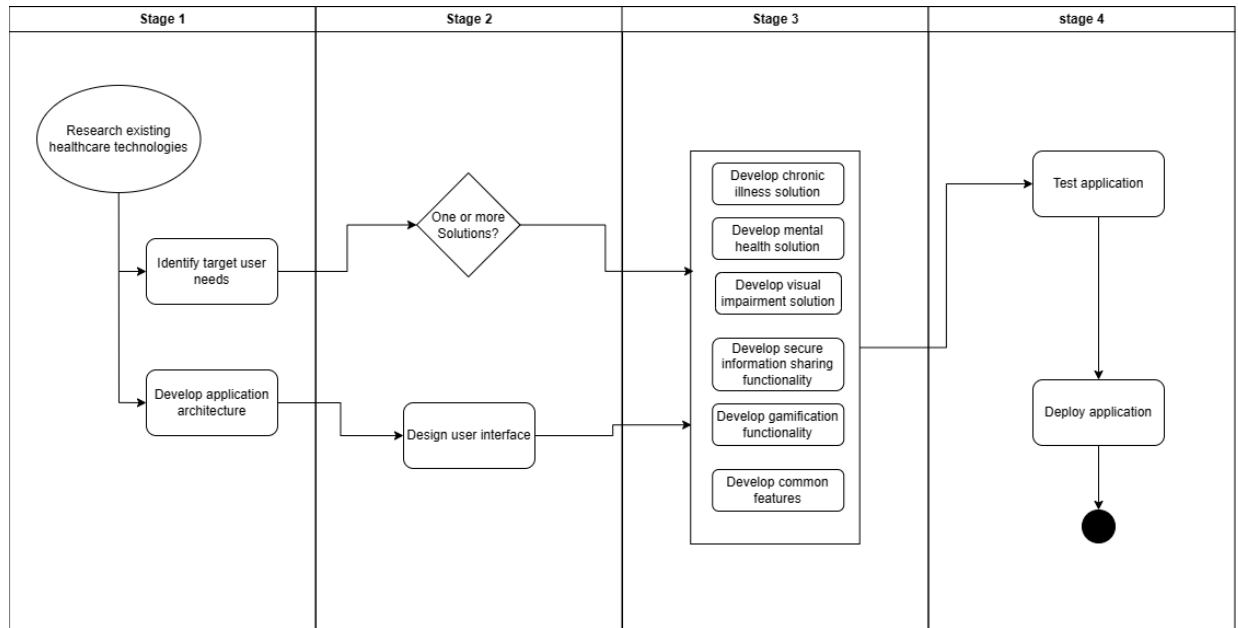 Stage 1
Stage 2
Stage 3
stage 4
Research existing
healthcare technologies
Identify target user
needs
Develop application
architecture
One or more
Solutions?
Design user interface
Develop chronic
illness solution
Develop mental
health solution
Develop visual
impairment solution
Develop secure
information sharing
functionality
Develop gamification
functionality
Develop common
features
Test application
Deploy application